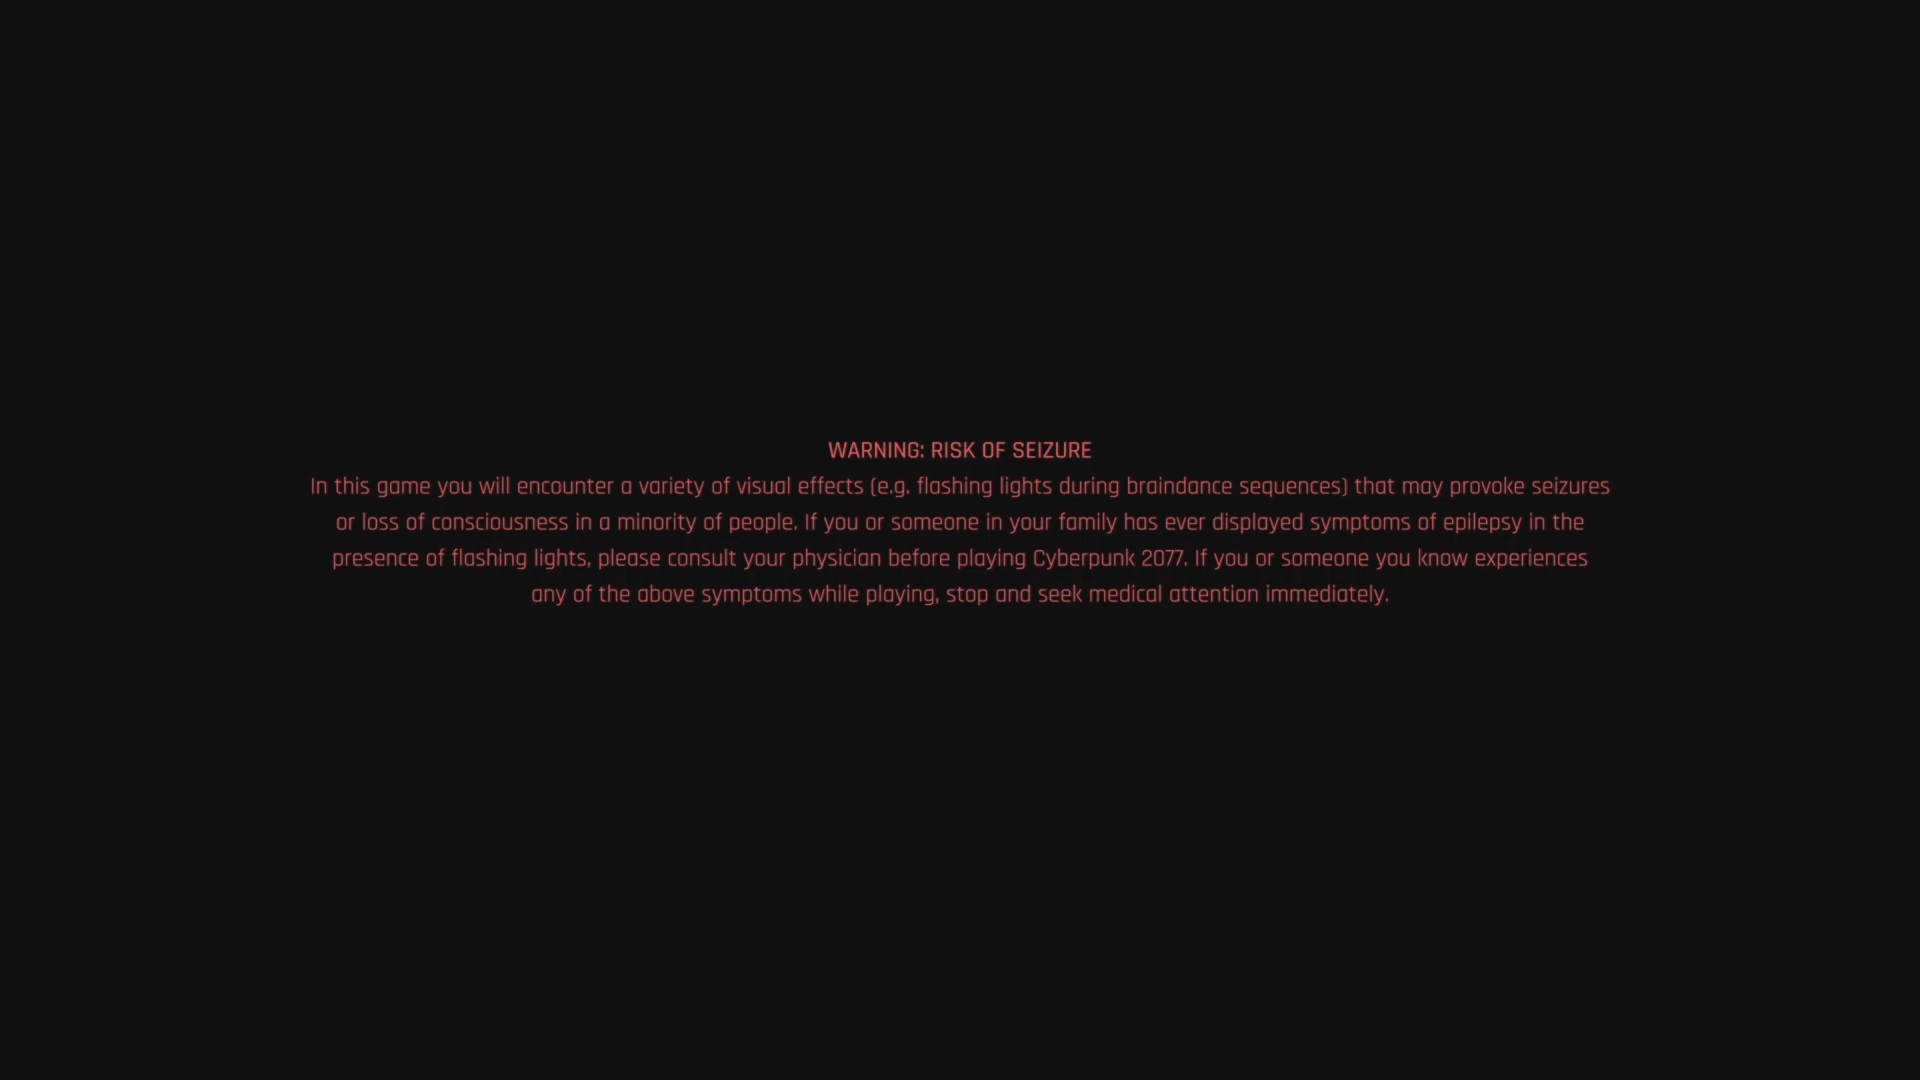 WARNING: RISK OF SEIZURE
In this game you will encounter a variety of visual effects (e.g. flashing lights during braindance sequences) that may provoke seizures
or loss of consciousness in a minority of people. If you or someone in your family has ever displayed symptoms of epilepsy in the
presence of flashing lights, please consult your physician before playing Cyberpunk 2077. If you or someone you know experiences
any of the above symptoms while playing, stop and seek medical attention immediately.